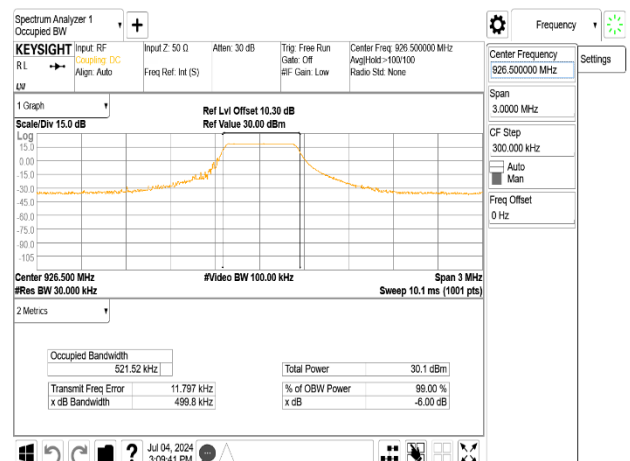 Spectrum Analyzer 1
Occupied BW
Frequency
KEYSIGHT
R L
Input: RF
Coupling: DC
Align: Auto
Input Z: 50 Ω
Freq Ref: Int (S)
Atten: 30 dB
Trig: Free Run
Gate: Off
#IF Gain: Low
Center Freq: 926.500000 MHz
Avg|Hold:>100/100
Radio Std: None
Center Frequency
926.500000 MHz
Settings
Span
3.0000 MHz
CF Step
300.000 kHz
Auto
Man
Freq Offset
0 Hz
1 Graph
Scale/Div 15.0 dB
Ref Lvl Offset 10.30 dB
Ref Value 30.00 dBm
Log
15.0
0.00
-15.0
-30.0
-45.0
-60.0
-75.0
-90.0
-105
Center 926.500 MHz
#Video BW 100.00 kHz
Span 3 MHz
#Res BW 30.000 kHz
Sweep 10.1 ms (1001 pts)
2 Metrics
Occupied Bandwidth
521.52 kHz
Total Power 30.1 dBm
Transmit Freq Error 11.797 kHz
% of OBW Power 99.00 %
x dB Bandwidth 499.8 kHz
x dB -6.00 dB
?
Jul 04, 2024
3:09:41 PM